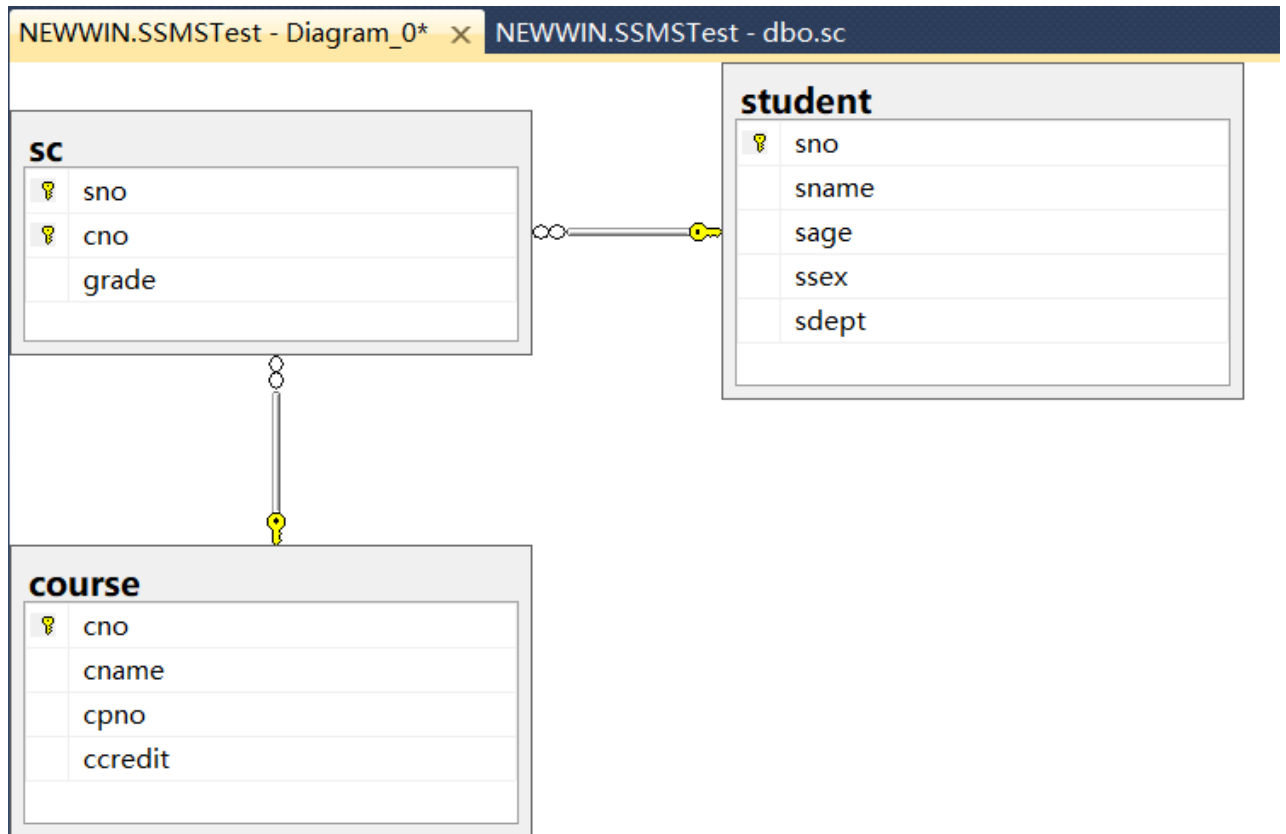 NEWWIN.SSMSTest - Diagram_0*
NEWWIN.SSMSTest - dbo.sc
sc
sno
cno
grade
student
sno
sname
sage
ssex
sdept
course
cno
cname
cpno
ccredit